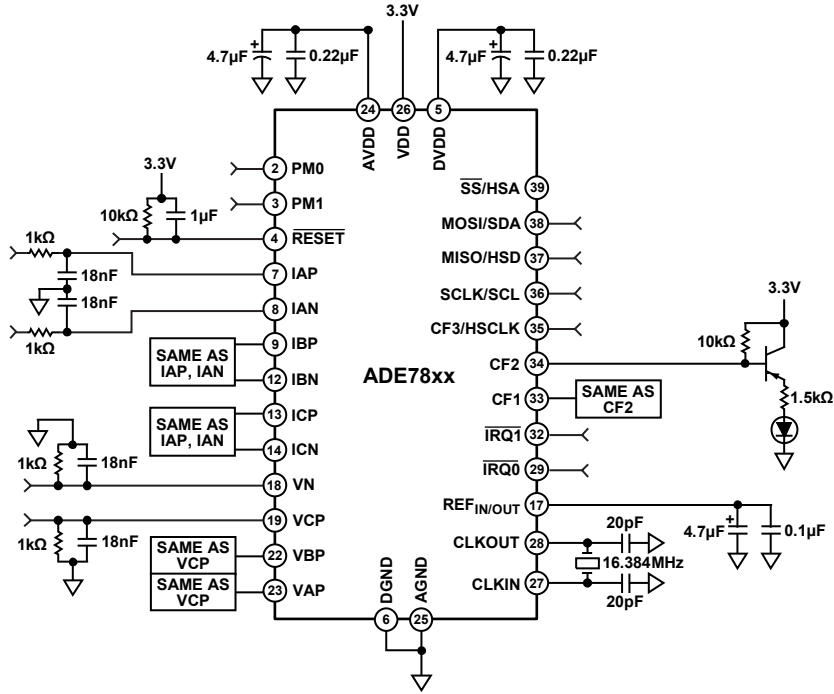 3.3V
4.7µF
0.22µF
4.7µF
0.22µF
24
26
5
AVDD
VDD
DVDD
3.3V
10kΩ
1µF
2 PM0
3 PM1
4 RESET
1kΩ
18nF
18nF
1kΩ
7 IAP
8 IAN
9 IBP
SAME AS
IAP, IAN
12 IBN
13 ICP
SAME AS
IAP, IAN
14 ICN
1kΩ
18nF
18 VN
19 VCP
1kΩ
18nF
SAME AS
VCP
22 VBP
SAME AS
VCP
23 VAP
ADE78xx
SS/HSA 39
MOSI/SDA 38
MISO/HSD 37
SCLK/SCL 36
CF3/HSCLK 35
CF2 34
3.3V
10kΩ
1.5kΩ
CF1 33
SAME AS
CF2
IRQ1 32
IRQ0 29
REFIN/OUT 17
4.7µF
0.1µF
CLKOUT 28
20pF
16.384MHz
CLKIN 27
20pF
DGND
AGND
6
25